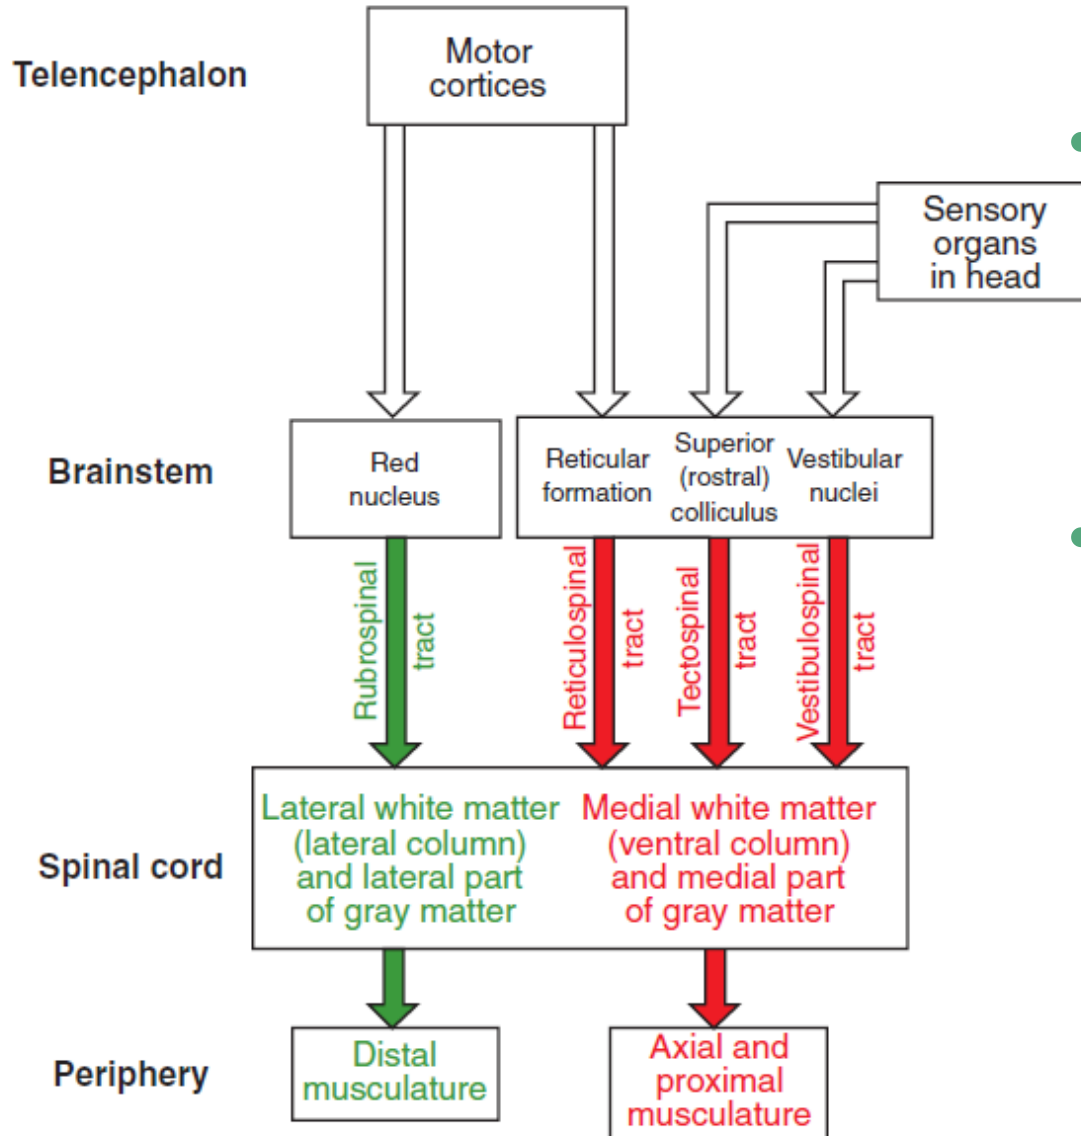 Telencephalon
Motor
cortices
Sensory
organs
in head
Brainstem
Red
nucleus
Reticular
formation
Superior
(rostral)
colliculus
Vestibular
nuclei
Rubrospinal
tract
Reticulospinal
tract
Tectospinal
tract
Vestibulospinal
tract
Spinal cord
Lateral white matter
(lateral column)
and lateral part
of gray matter
Medial white matter
(ventral column)
and medial part
of gray matter
Periphery
Distal
musculature
Axial and
proximal
musculature